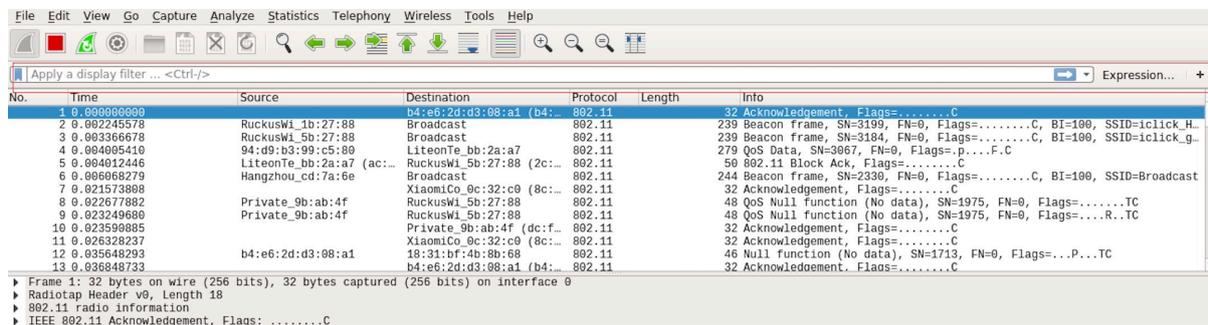 File Edit View Go Capture Analyze Statistics Telephony Wireless Tools Help
Apply a display filter ... <Ctrl-/> Expression... +
No. Time Source Destination Protocol Length Info
1 0.000000000 b4:e6:2d:d3:08:a1 (b4:… 802.11 32 Acknowledgement, Flags=........C
2 0.002245578 RuckusWi_1b:27:88 Broadcast 802.11 239 Beacon frame, SN=3199, FN=0, Flags=........C, BI=100, SSID=iclick_H…
3 0.003366678 RuckusWi_5b:27:88 Broadcast 802.11 239 Beacon frame, SN=3184, FN=0, Flags=........C, BI=100, SSID=iclick_g…
4 0.004005410 94:d9:b3:99:c5:80 LiteonTe_bb:2a:a7 802.11 279 QoS Data, SN=3067, FN=0, Flags=.p....F.C
5 0.004012446 LiteonTe_bb:2a:a7 (ac:… RuckusWi_5b:27:88 (2c:… 802.11 50 802.11 Block Ack, Flags=........C
6 0.006068279 Hangzhou_cd:7a:6e Broadcast 802.11 244 Beacon frame, SN=2330, FN=0, Flags=........C, BI=100, SSID=Broadcast
7 0.021573808 XiaomiCo_0c:32:c0 (8c:… 802.11 32 Acknowledgement, Flags=........C
8 0.022677882 Private_9b:ab:4f RuckusWi_5b:27:88 802.11 48 QoS Null function (No data), SN=1975, FN=0, Flags=.......TC
9 0.023249680 Private_9b:ab:4f RuckusWi_5b:27:88 802.11 48 QoS Null function (No data), SN=1975, FN=0, Flags=....R..TC
10 0.023590885 Private_9b:ab:4f (dc:f… 802.11 32 Acknowledgement, Flags=........C
11 0.026328237 XiaomiCo_0c:32:c0 (8c:… 802.11 32 Acknowledgement, Flags=........C
12 0.035648293 b4:e6:2d:d3:08:a1 18:31:bf:4b:8b:68 802.11 46 Null function (No data), SN=1713, FN=0, Flags=...P...TC
13 0.036848733 b4:e6:2d:d3:08:a1 (b4:… 802.11 32 Acknowledgement, Flags=........C
Frame 1: 32 bytes on wire (256 bits), 32 bytes captured (256 bits) on interface 0
Radiotap Header v0, Length 18
802.11 radio information
IEEE 802.11 Acknowledgement, Flags: ........C